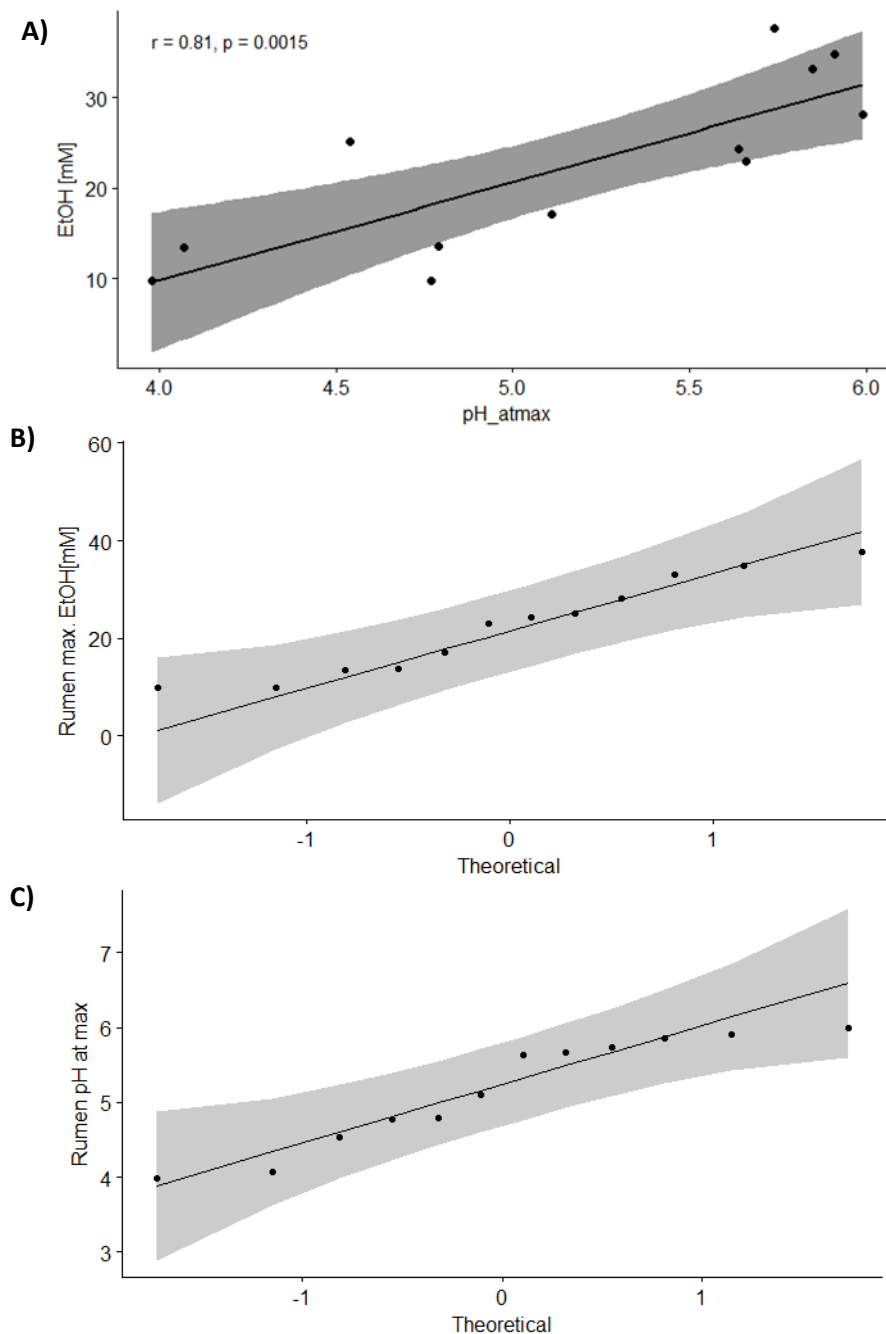 A)
r = 0.81, p = 0.0015
EtOH [mM]
30
20
10
4.0 4.5 5.0 5.5 6.0
pH_atmax
B)
Rumen max. EtOH[mM]
60
40
20
0
-1 0 1
Theoretical
C)
Rumen pH at max
7
6
5
4
3
-1 0 1
Theoretical